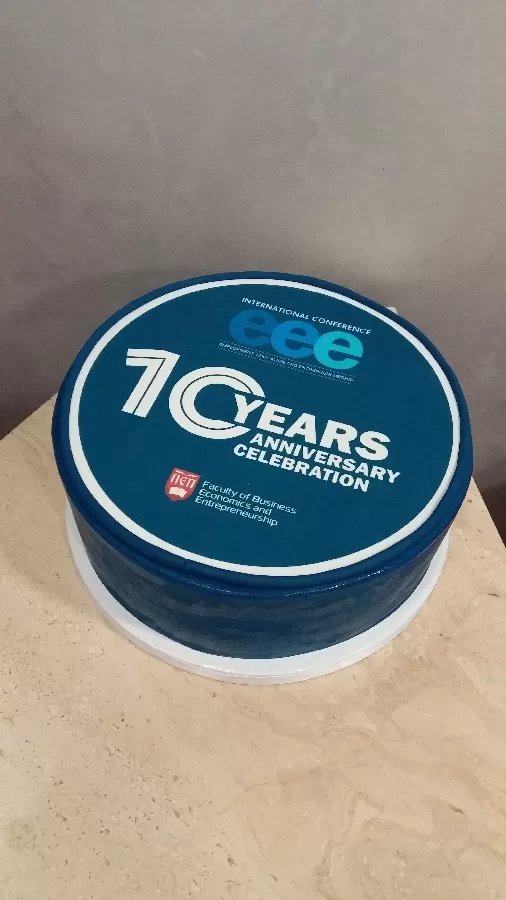 INTERNATIONAL CONFERENCE
eee
10 YEARS
ANNIVERSARY
CELEBRATION
Faculty of Business
Economics and
Entrepreneurship